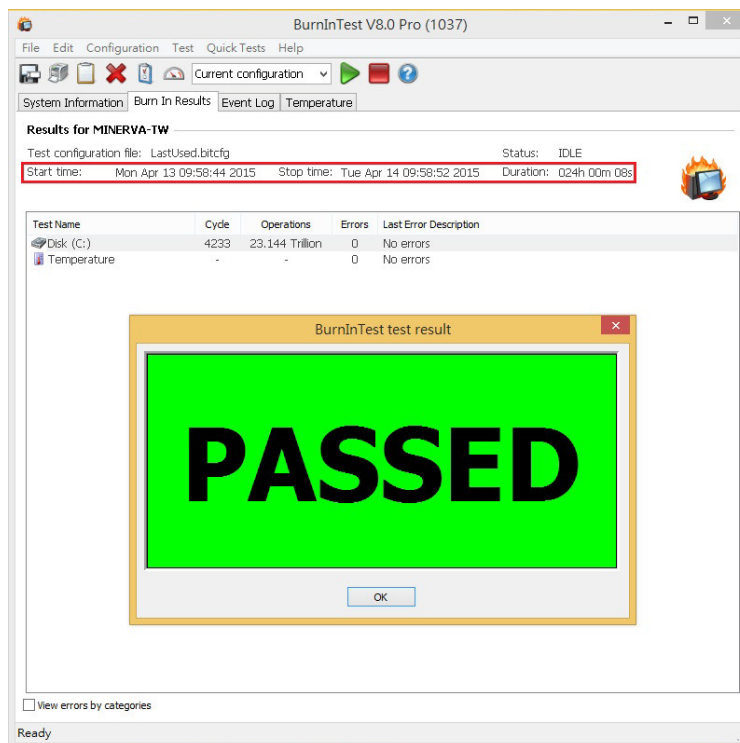 BurnInTest V8.0 Pro (1037)
File Edit Configuration Test Quick Tests Help
Current configuration
System Information Burn In Results Event Log Temperature
Results for MINERVA-TW
Test configuration file: LastUsed.bitcfg Status: IDLE
Start time: Mon Apr 13 09:58:44 2015 Stop time: Tue Apr 14 09:58:52 2015 Duration: 024h 00m 08s
Test Name Cycle Operations Errors Last Error Description
Disk (C:) 4233 23.144 Trillion 0 No errors
Temperature - - 0 No errors
BurnInTest test result
PASSED
OK
View errors by categories
Ready